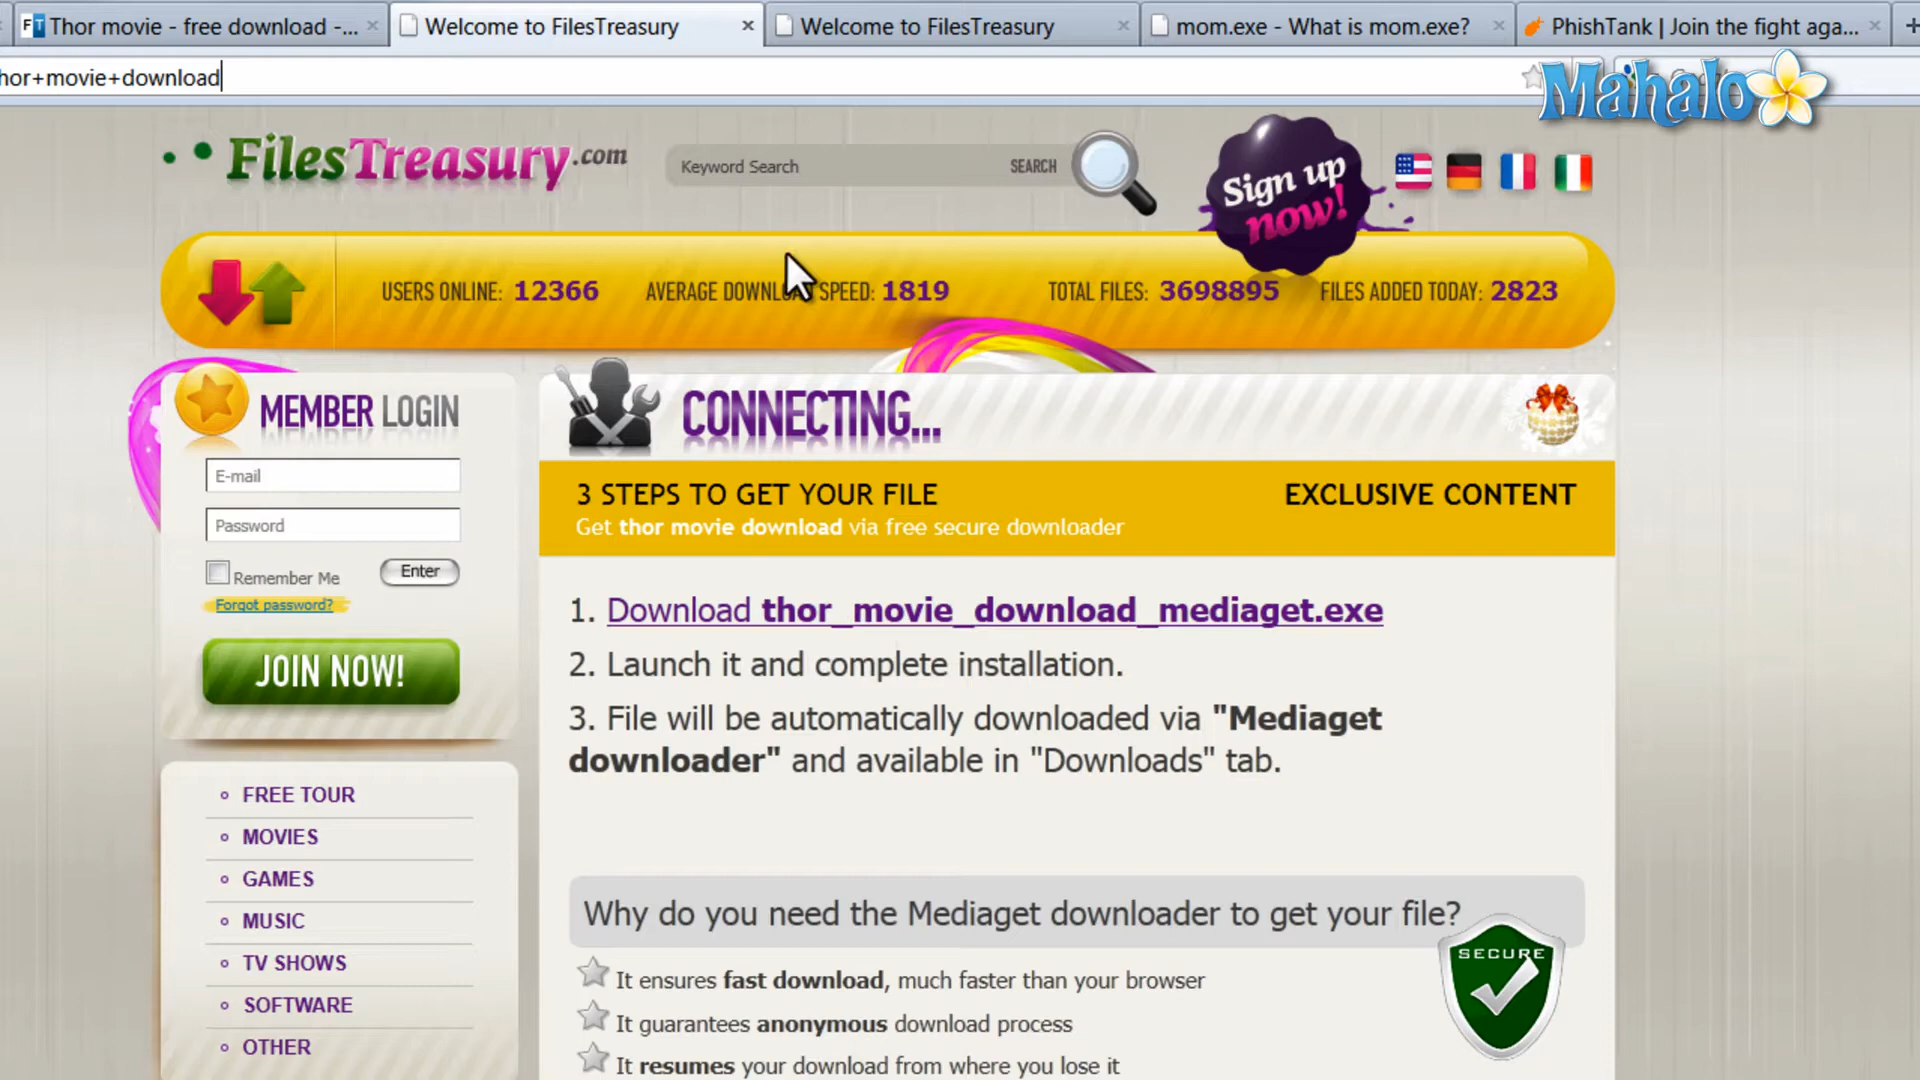 FT Thor movie - free download -...
Welcome to FilesTreasury
Welcome to FilesTreasury
mom.exe - What is mom.exe?
PhishTank | Join the fight aga...
hor+movie+download
Mahalo
FilesTreasury.com
Keyword Search
SEARCH
Sign up
now!
USERS ONLINE: 12366
AVERAGE DOWNLOAD SPEED: 1819
TOTAL FILES: 3698895
FILES ADDED TODAY: 2823
MEMBER LOGIN
E-mail
Password
Remember Me
Enter
Forgot password?
JOIN NOW!
FREE TOUR
MOVIES
GAMES
MUSIC
TV SHOWS
SOFTWARE
OTHER
CONNECTING...
3 STEPS TO GET YOUR FILE
EXCLUSIVE CONTENT
Get thor movie download via free secure downloader
1. Download thor_movie_download_mediaget.exe
2. Launch it and complete installation.
3. File will be automatically downloaded via "Mediaget
downloader" and available in "Downloads" tab.
Why do you need the Mediaget downloader to get your file?
SECURE
It ensures fast download, much faster than your browser
It guarantees anonymous download process
It resumes your download from where you lose it